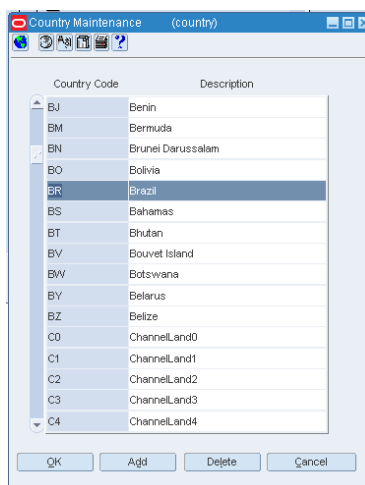 Country Maintenance (country)
Country Code Description
BJ Benin
BM Bermuda
BN Brunei Darussalam
BO Bolivia
BR Brazil
BS Bahamas
BT Bhutan
BV Bouvet Island
BW Botswana
BY Belarus
BZ Belize
C0 ChannelLand0
C1 ChannelLand1
C2 ChannelLand2
C3 ChannelLand3
C4 ChannelLand4
OK Add Delete Cancel